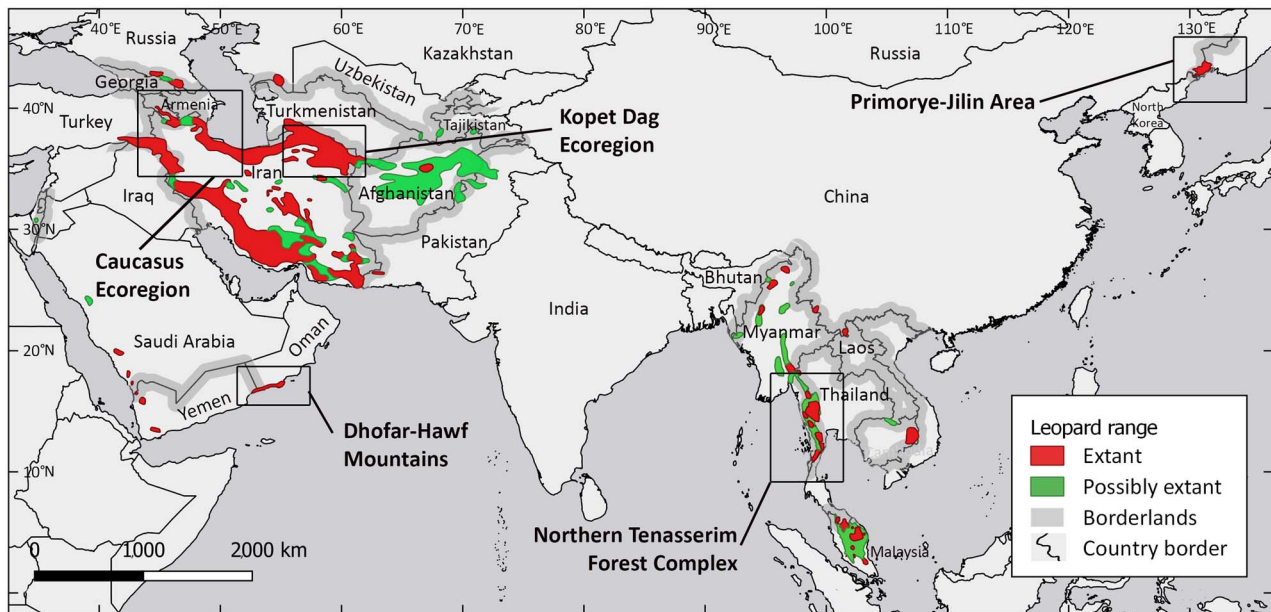 40°E
50°E
60°E
70°E
90°E
100°E
110°E
120°E
130°E
Russia
Kazakhstan
Russia
Georgia
Uzbekistan
40°N
Armenia
Turkmenistan
Primorye-Jilin Area
North
Korea
Turkey
Tajikistan
Kopet Dag
Ecoregion
Iran
Iraq
Afghanistan
China
30°N
Pakistan
Caucasus
Ecoregion
Bhutan
India
Myanmar
Saudi Arabia
Oman
Laos
20°N
Yemen
Thailand
Dhofar-Hawf
Mountains
10°N
Northern Tenasserim
Forest Complex
Malaysia
0
1000
2000 km
Leopard range
Extant
Possibly extant
Borderlands
Country border